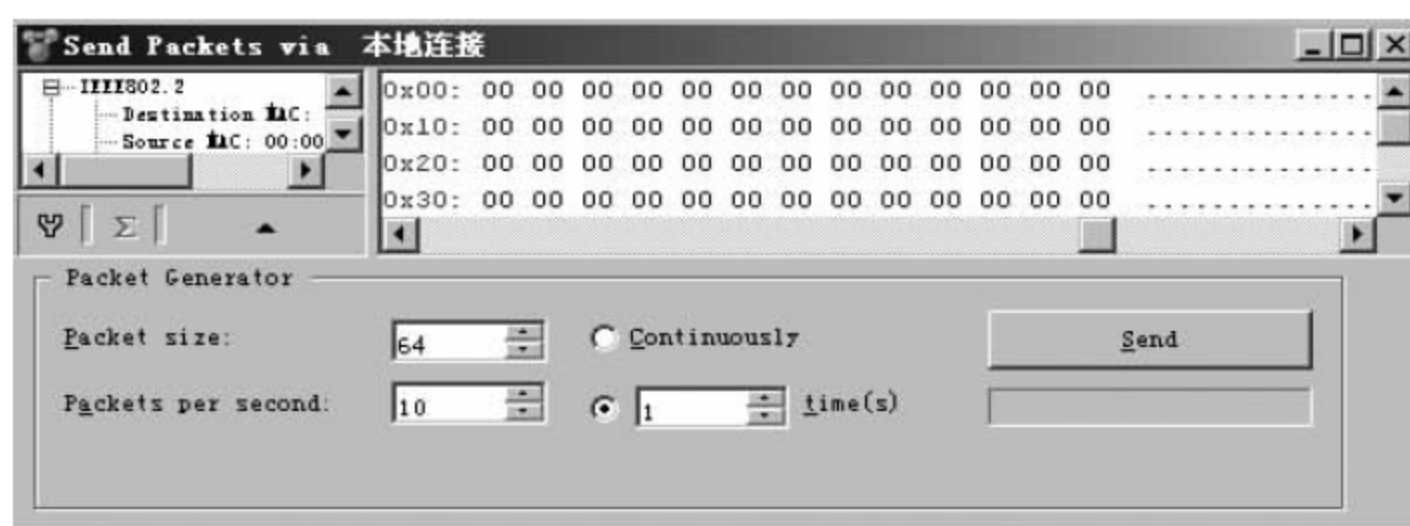 Send Packets via 本地连接
IEEE802.2
Destination MAC:
Source MAC: 00:00
0x00: 00 00 00 00 00 00 00 00 00 00 00 00 00 .............
0x10: 00 00 00 00 00 00 00 00 00 00 00 00 00 .............
0x20: 00 00 00 00 00 00 00 00 00 00 00 00 00 .............
0x30: 00 00 00 00 00 00 00 00 00 00 00 00 00 .............
Σ
Packet Generator
Packet size: 64 Continuously Send
Packets per second: 10 1 time(s)